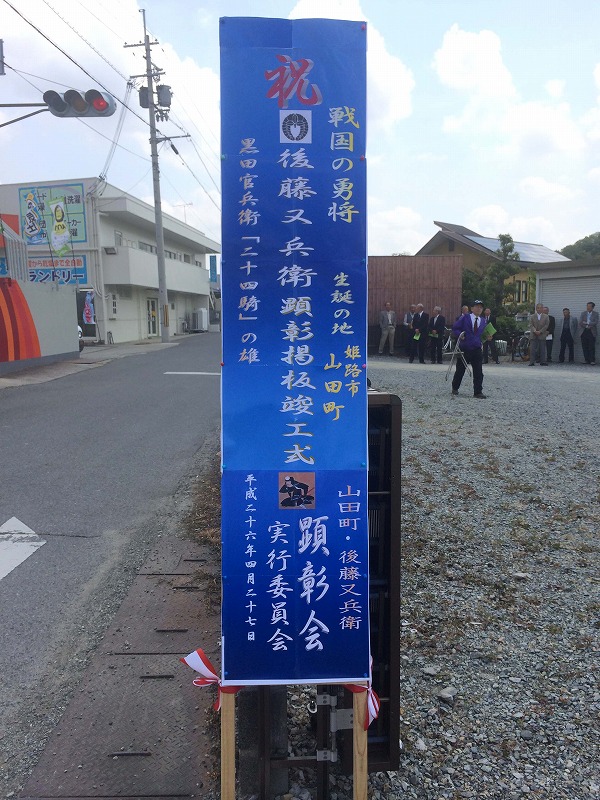 祝
戦国の勇将
生誕の地
姫路市
山田町
後藤又兵衛顕彰掲板竣工式
黒田官兵衛「二十四騎」の雄
山田町・後藤又兵衛
顕彰会
実行委員会
平成二十六年四月二十七日
ランドリー